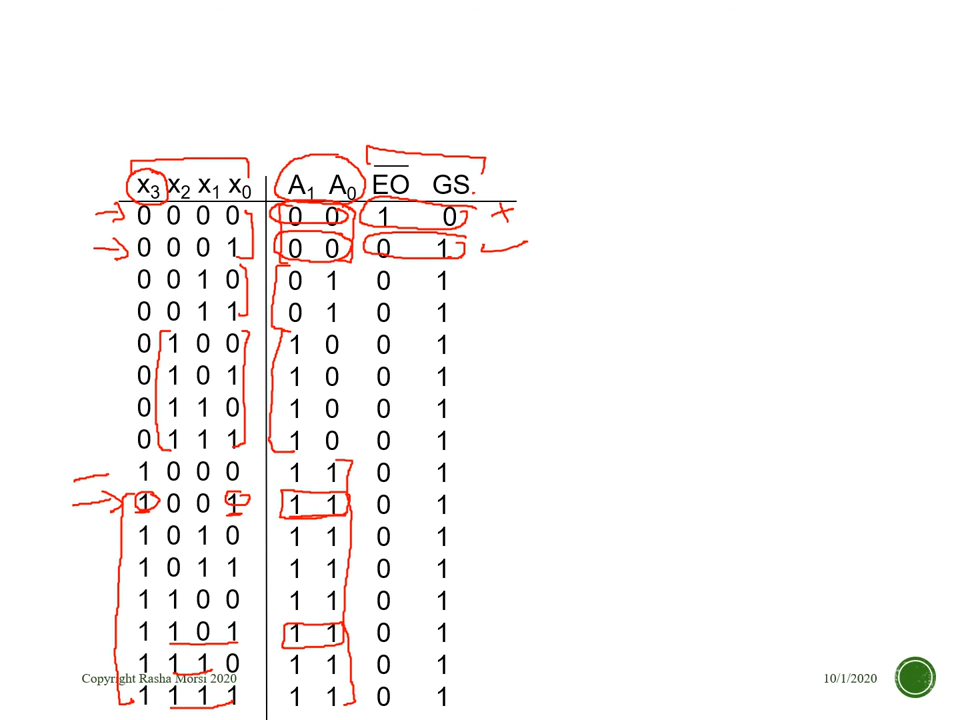 x3 x2 x1 x0 A1 A0 E̅O̅ GS.
0 0 0 0 0 0 1 0
0 0 0 1 0 0 0 1
0 0 1 0 0 1 0 1
0 0 1 1 0 1 0 1
0 1 0 0 1 0 0 1
0 1 0 1 1 0 0 1
0 1 1 0 1 0 0 1
0 1 1 1 1 0 0 1
1 0 0 0 1 1 0 1
1 0 0 1 1 1 0 1
1 0 1 0 1 1 0 1
1 0 1 1 1 1 0 1
1 1 0 0 1 1 0 1
1 1 0 1 1 1 0 1
1 1 1 0 1 1 0 1
1 1 1 1 1 1 0 1
Copyright Rasha Morsi 2020
10/1/2020